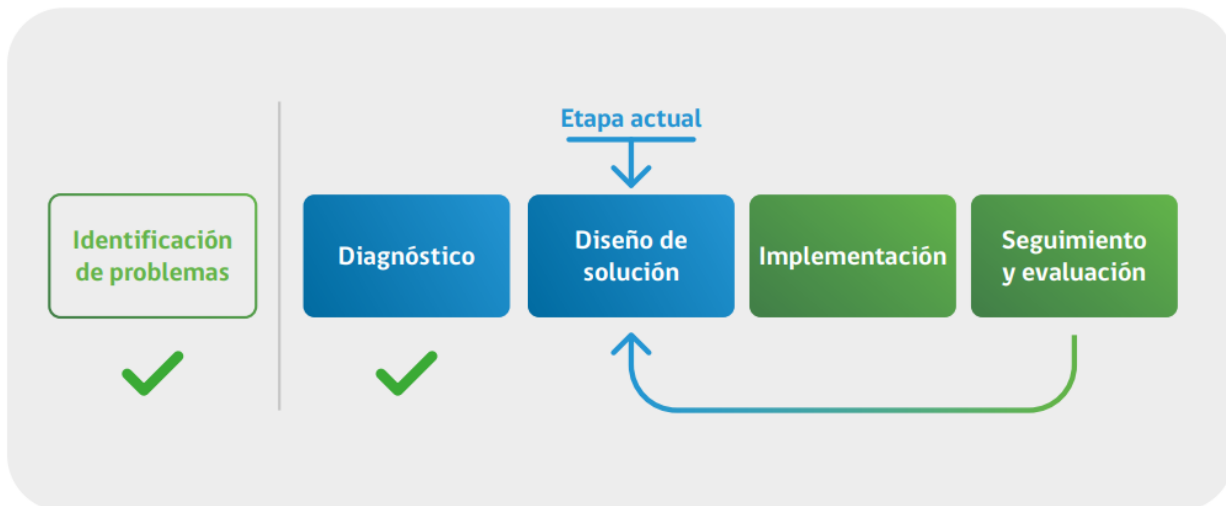 Etapa actual
Identificación
de problemas
Diagnóstico
Diseño de
solución
Implementación
Seguimiento
y evaluación